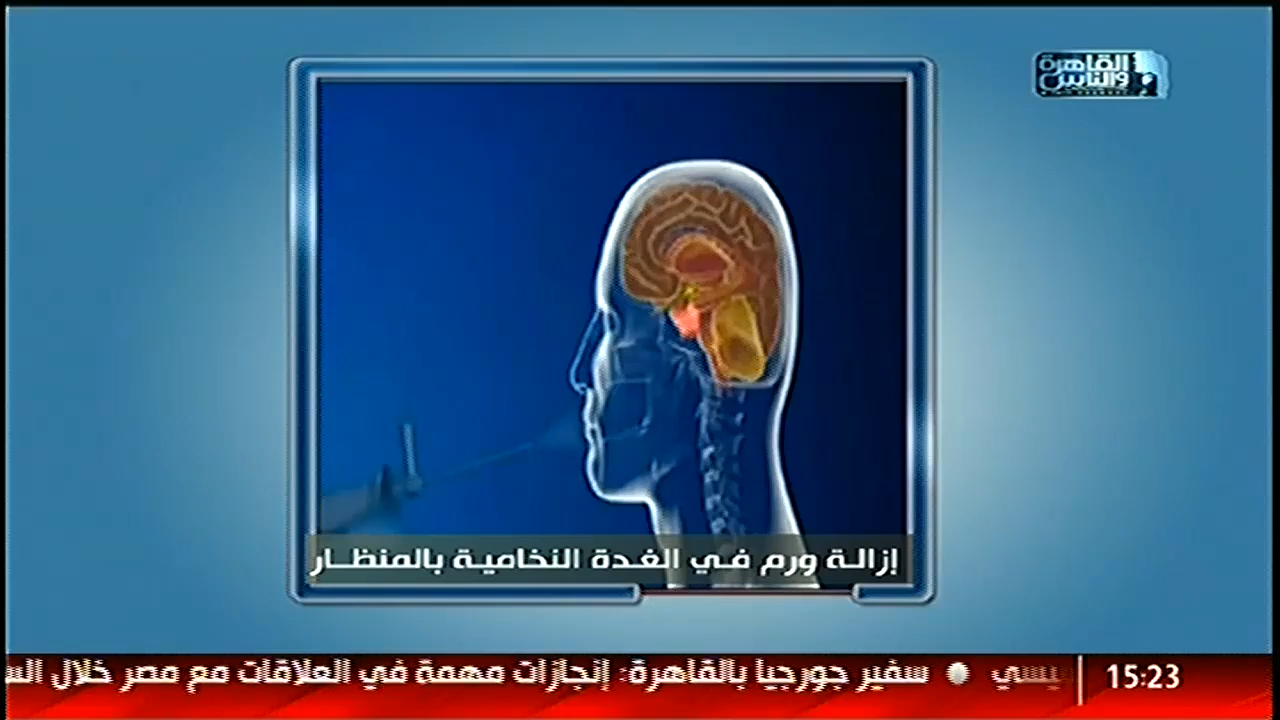 القاهرة
والناس
إزالة ورم في الغدة النخامية بالمنظار
سفير جورجيا بالقاهرة: إنجازات مهمة في العلاقات مع مصر خلال
15:23